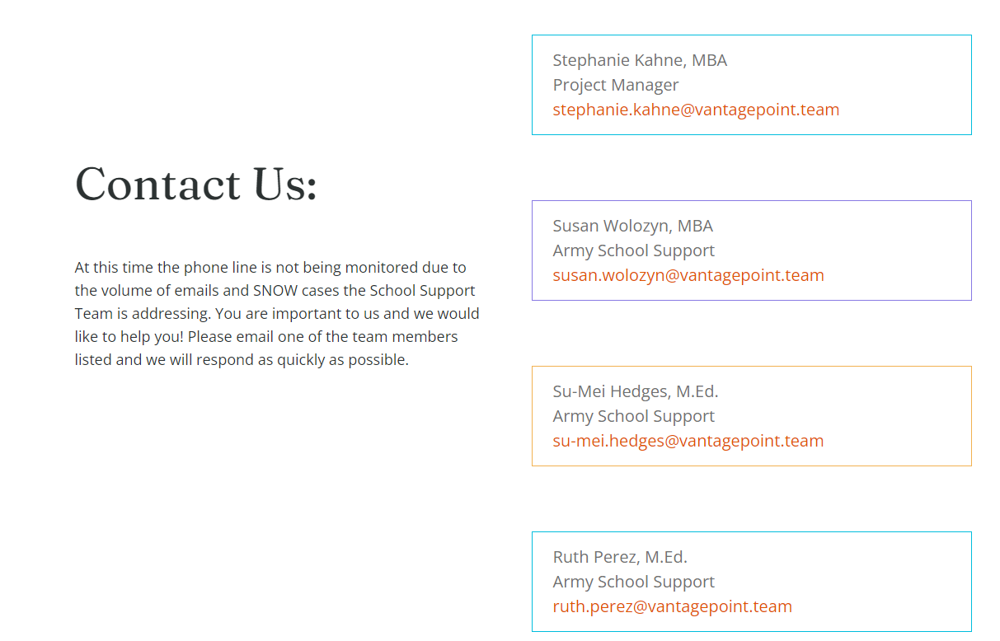 Contact Us:
At this time the phone line is not being monitored due to
the volume of emails and SNOW cases the School Support
Team is addressing. You are important to us and we would
like to help you! Please email one of the team members
listed and we will respond as quickly as possible.
Stephanie Kahne, MBA
Project Manager
stephanie.kahne@vantagepoint.team
Susan Wolozyn, MBA
Army School Support
susan.wolozyn@vantagepoint.team
Su-Mei Hedges, M.Ed.
Army School Support
su-mei.hedges@vantagepoint.team
Ruth Perez, M.Ed.
Army School Support
ruth.perez@vantagepoint.team